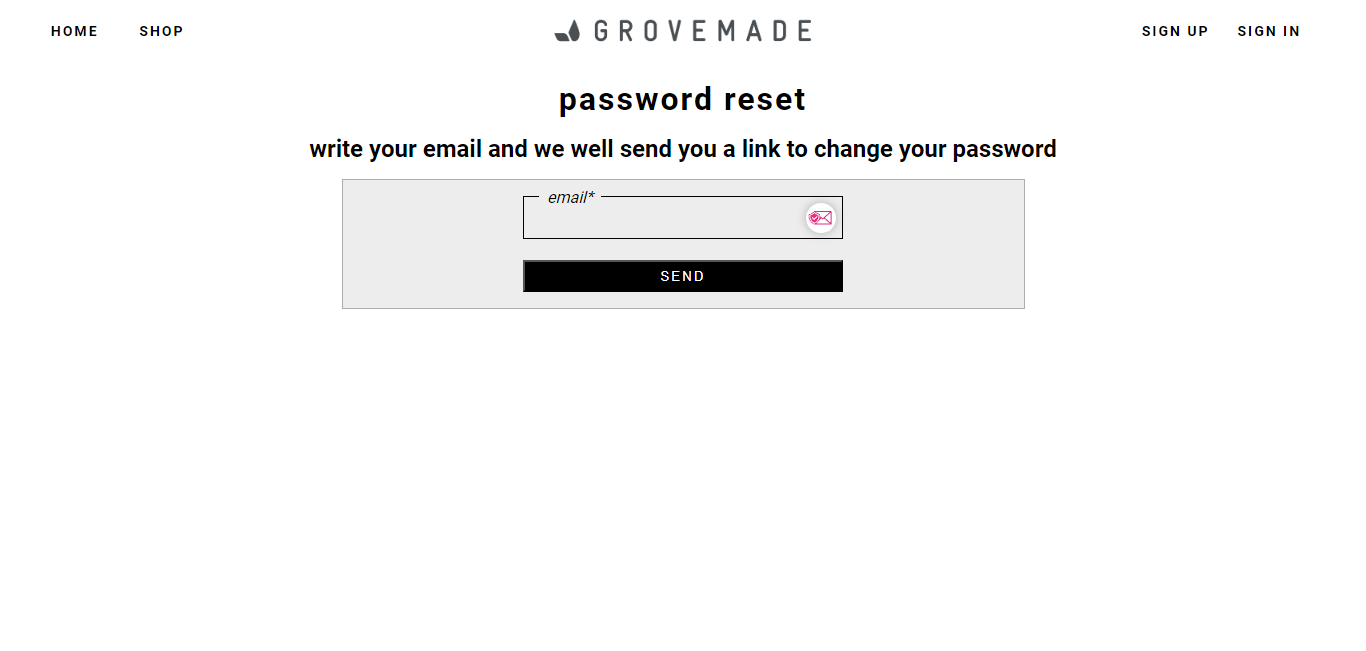 HOME SHOP GROVEMADE SIGN UP SIGN IN
password reset
write your email and we well send you a link to change your password
email*
SEND